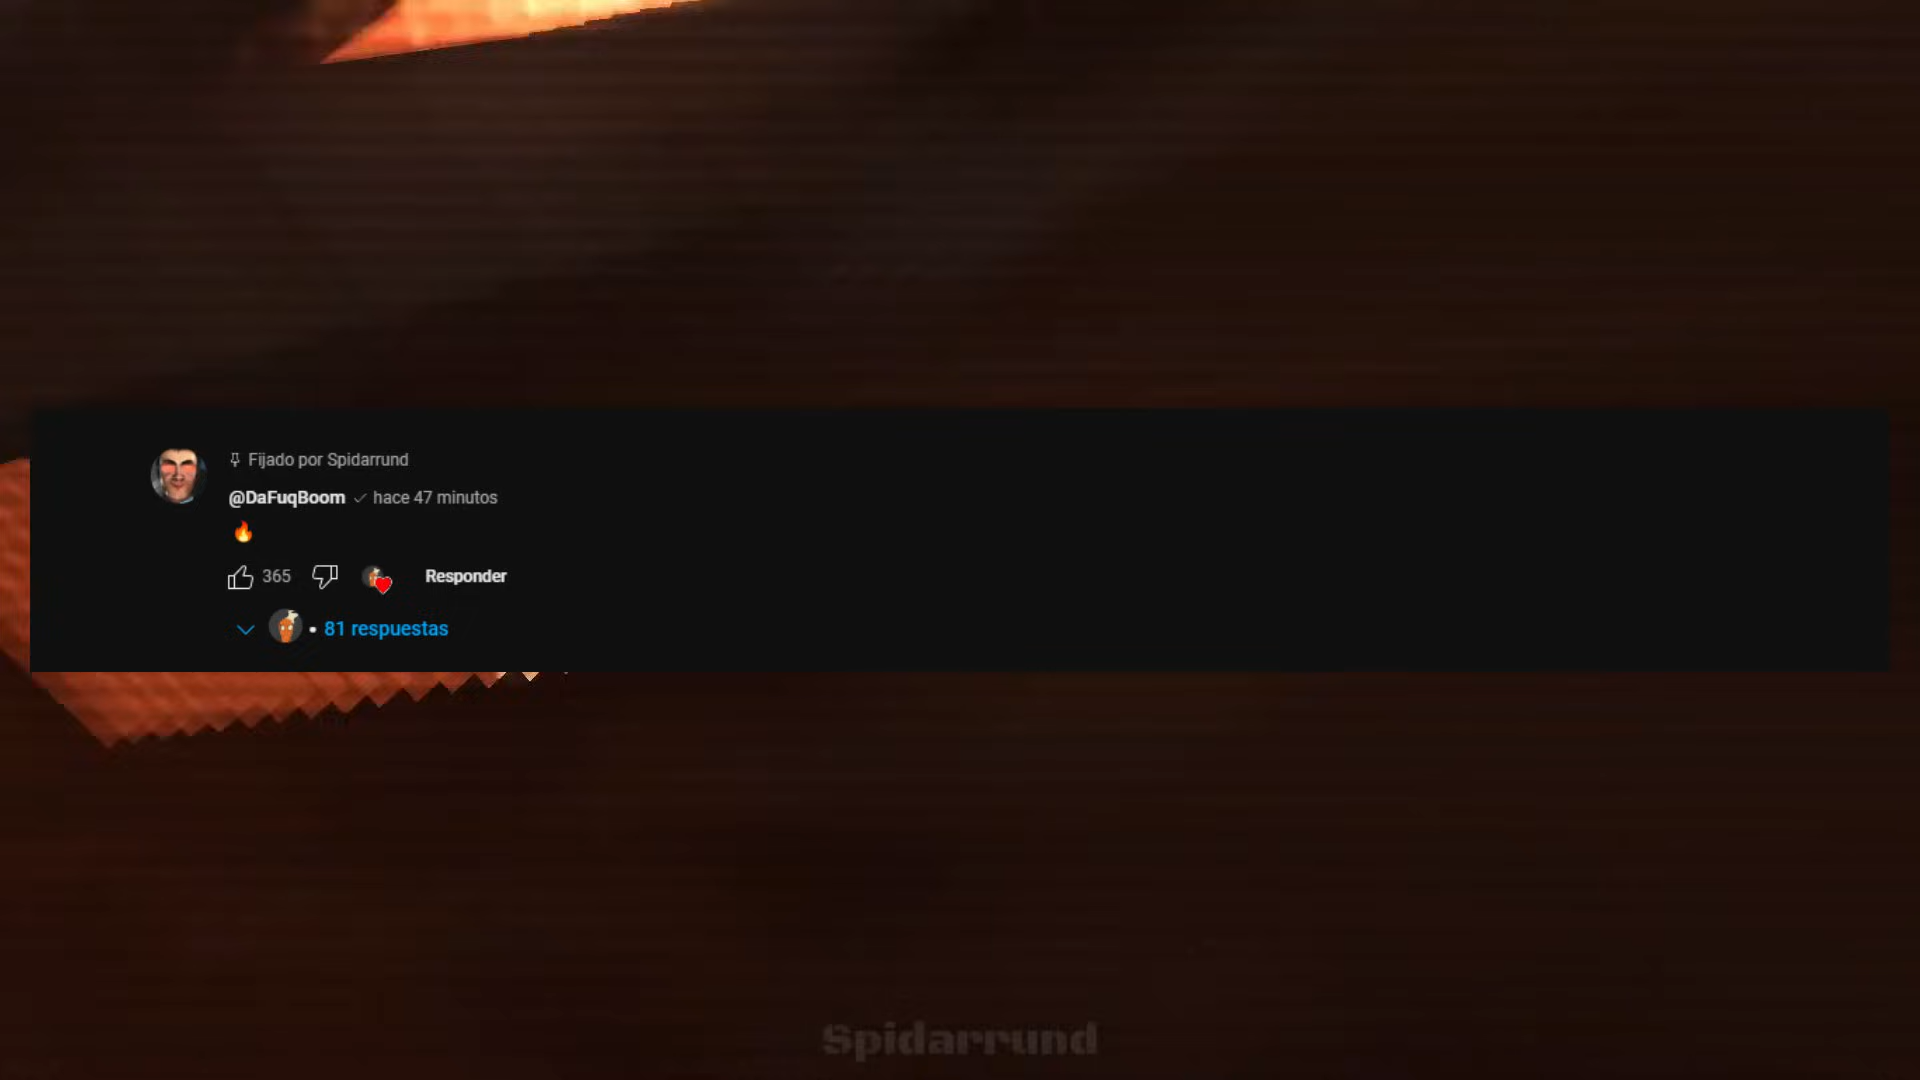 Fijado por Spidarrund
@DaFuqBoom hace 47 minutos
🔥
365 Responder
• 81 respuestas
Spidarrund